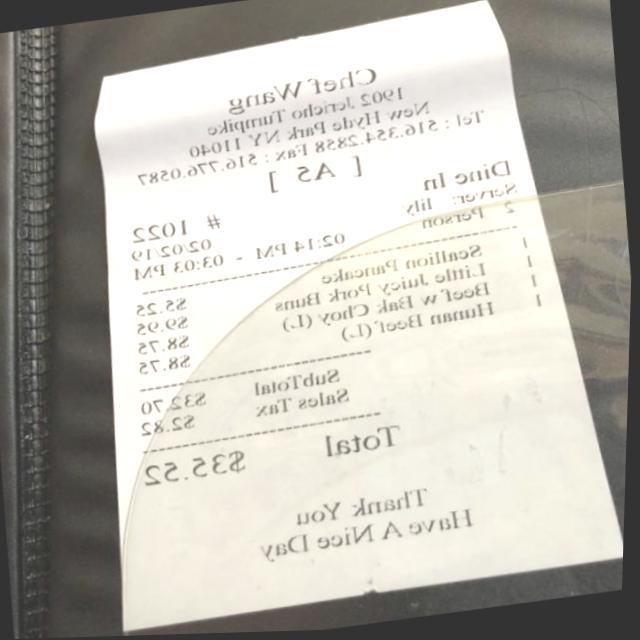 Chef Wang
1902 Jericho Turnpike
New Hyde Park NY 11040
Tel : 516.354.2858 Fax : 516.776.0587
[ A5 ]
Dine In # 1022
Server: lily 02/02/19
2 Person 02:14 PM - 03:03 PM
1 Scallion Pancake $5.25
1 Little Juicy Pork Buns $9.95
1 Beef w Bak Choy (L) $8.75
1 Hunan Beef (L) $8.75
SubTotal $32.70
Sales Tax $2.82
Total $35.52
Thank You
Have A Nice Day